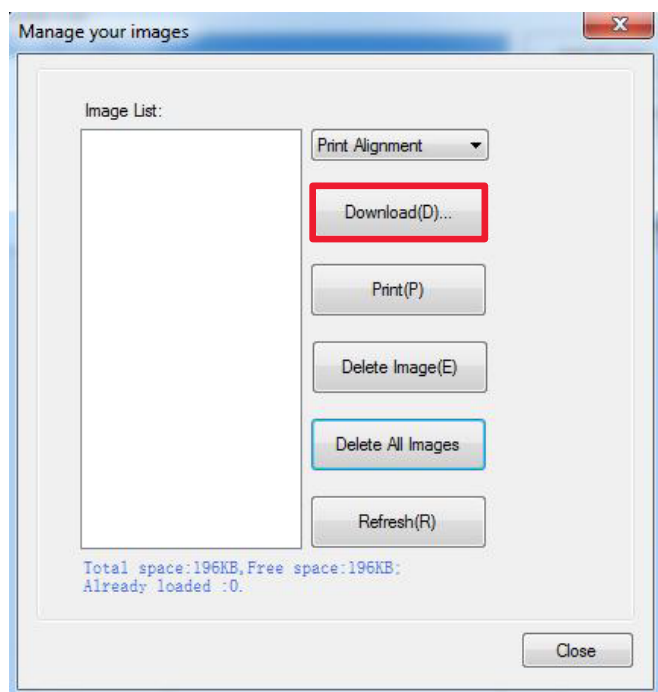 Manage your images
Image List:
Print Alignment
Download(D)...
Print(P)
Delete Image(E)
Delete All Images
Refresh(R)
Total space:196KB,Free space:196KB;
Already loaded :0.
Close